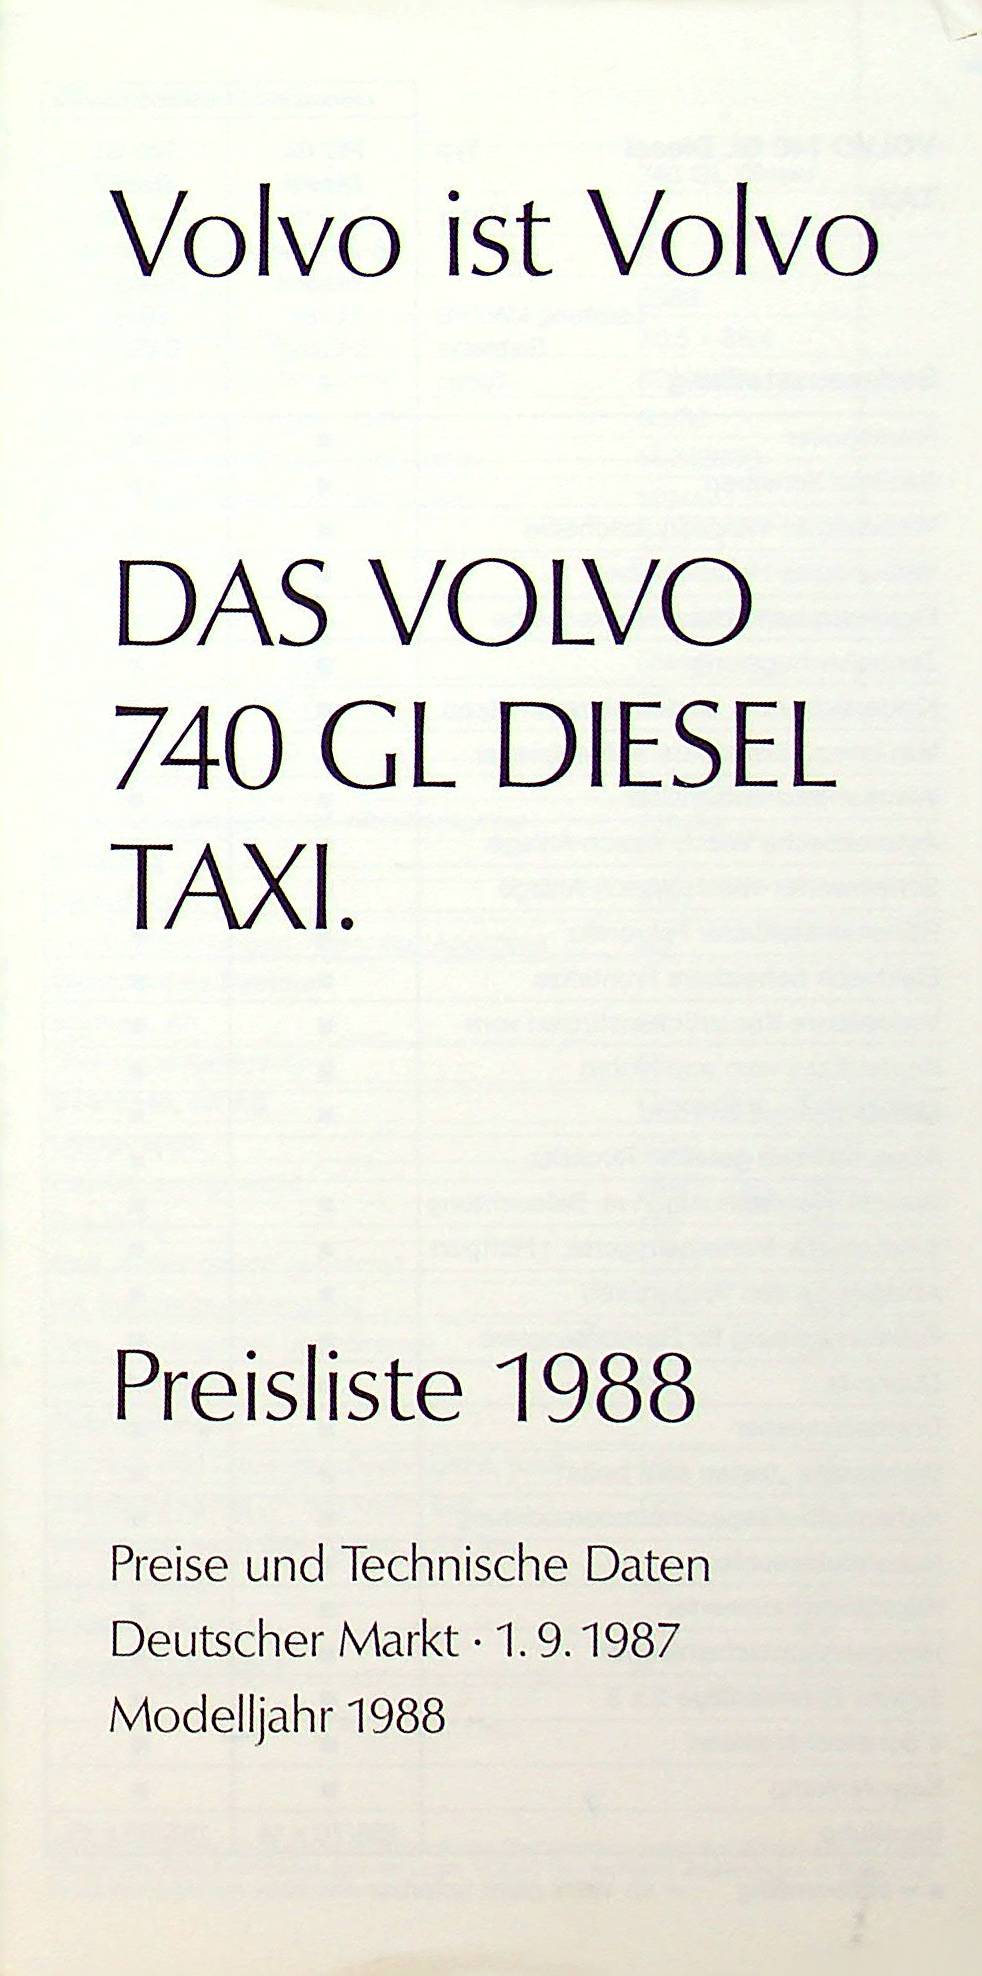 Volvo ist Volvo
DAS VOLVO
740 GL DIESEL
TAXI.
Preisliste 1988
Preise und Technische Daten
Deutscher Markt · 1. 9. 1987
Modelljahr 1988